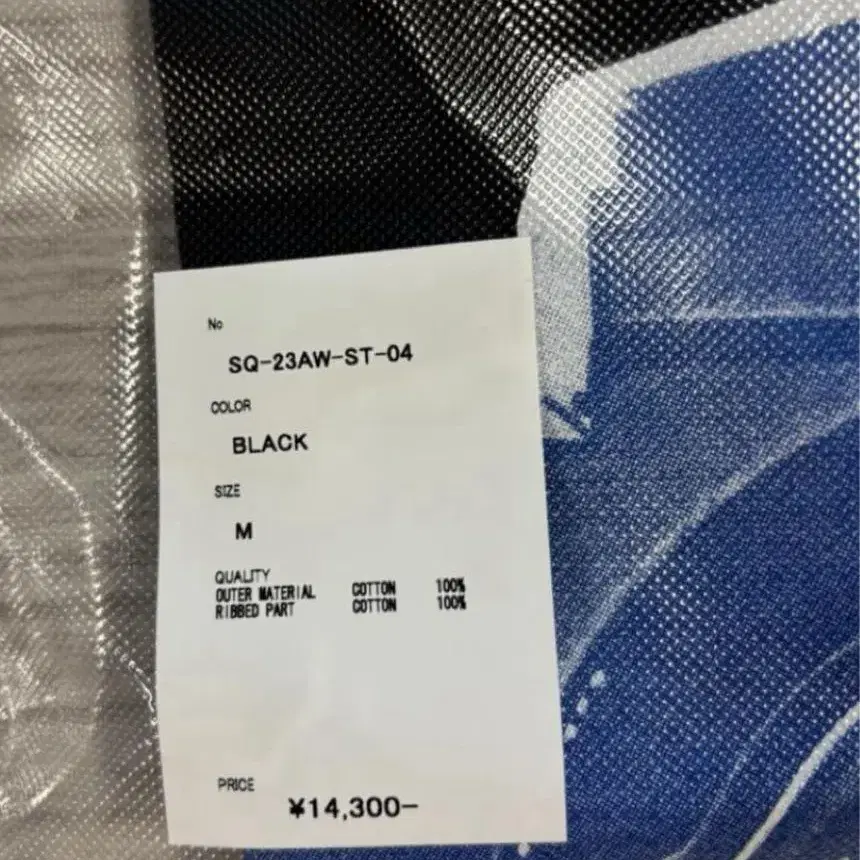 No
SQ-23AW-ST-04
COLOR
BLACK
SIZE
M
QUALITY
OUTER MATERIAL COTTON 100%
RIBBED PART COTTON 100%
PRICE
¥14,300−